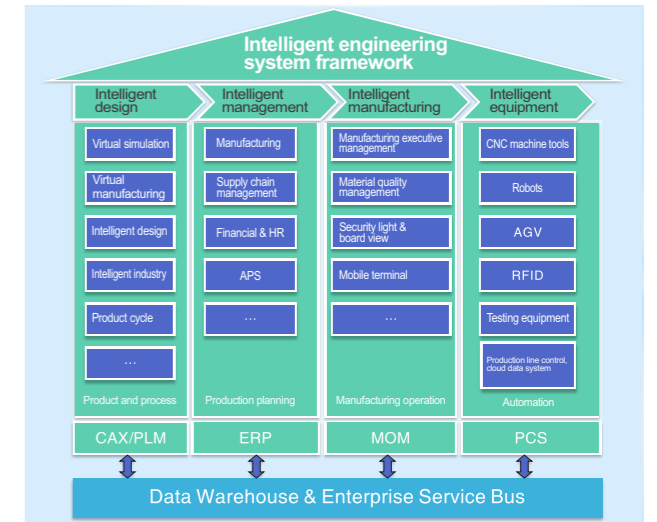 Intelligent engineering
system framework
Intelligent
design
Intelligent
management
Intelligent
manufacturing
Intelligent
equipment
Virtual simulation
Virtual
manufacturing
Intelligent design
Intelligent industry
Product cycle
...
Product and process
Manufacturing
Supply chain
management
Financial & HR
APS
...
Production planning
Manufacturing executive
management
Material quality
management
Security light &
board view
Mobile terminal
...
Manufacturing operation
CNC machine tools
Robots
AGV
RFID
Testing equipment
Production line control,
cloud data system
Automation
CAX/PLM
ERP
MOM
PCS
Data Warehouse & Enterprise Service Bus